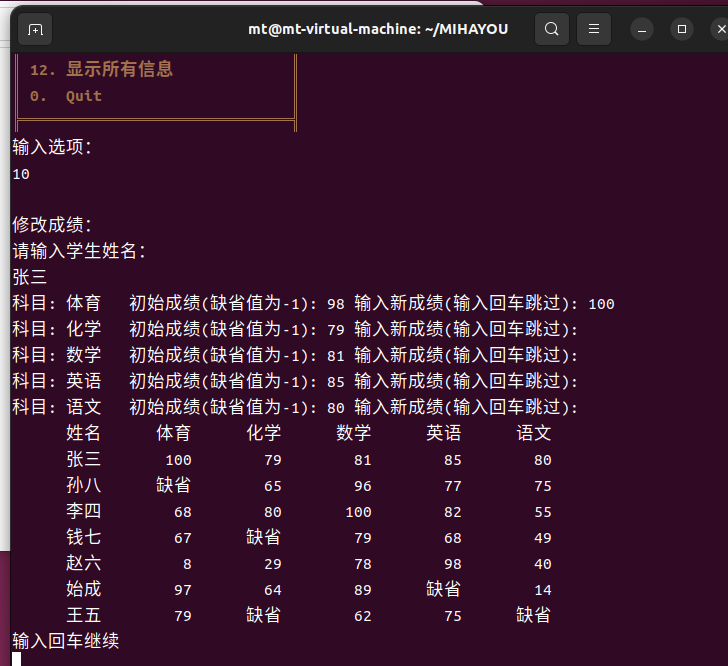 mt@mt-virtual-machine: ~/MIHAYOU
12. 显示所有信息
0. Quit
输入选项:
10
修改成绩:
请输入学生姓名:
张三
科目: 体育 初始成绩(缺省值为-1): 98 输入新成绩(输入回车跳过): 100
科目: 化学 初始成绩(缺省值为-1): 79 输入新成绩(输入回车跳过):
科目: 数学 初始成绩(缺省值为-1): 81 输入新成绩(输入回车跳过):
科目: 英语 初始成绩(缺省值为-1): 85 输入新成绩(输入回车跳过):
科目: 语文 初始成绩(缺省值为-1): 80 输入新成绩(输入回车跳过):
姓名 体育 化学 数学 英语 语文
张三 100 79 81 85 80
孙八 缺省 65 96 77 75
李四 68 80 100 82 55
钱七 67 缺省 79 68 49
赵六 8 29 78 98 40
始成 97 64 89 缺省 14
王五 79 缺省 62 75 缺省
输入回车继续